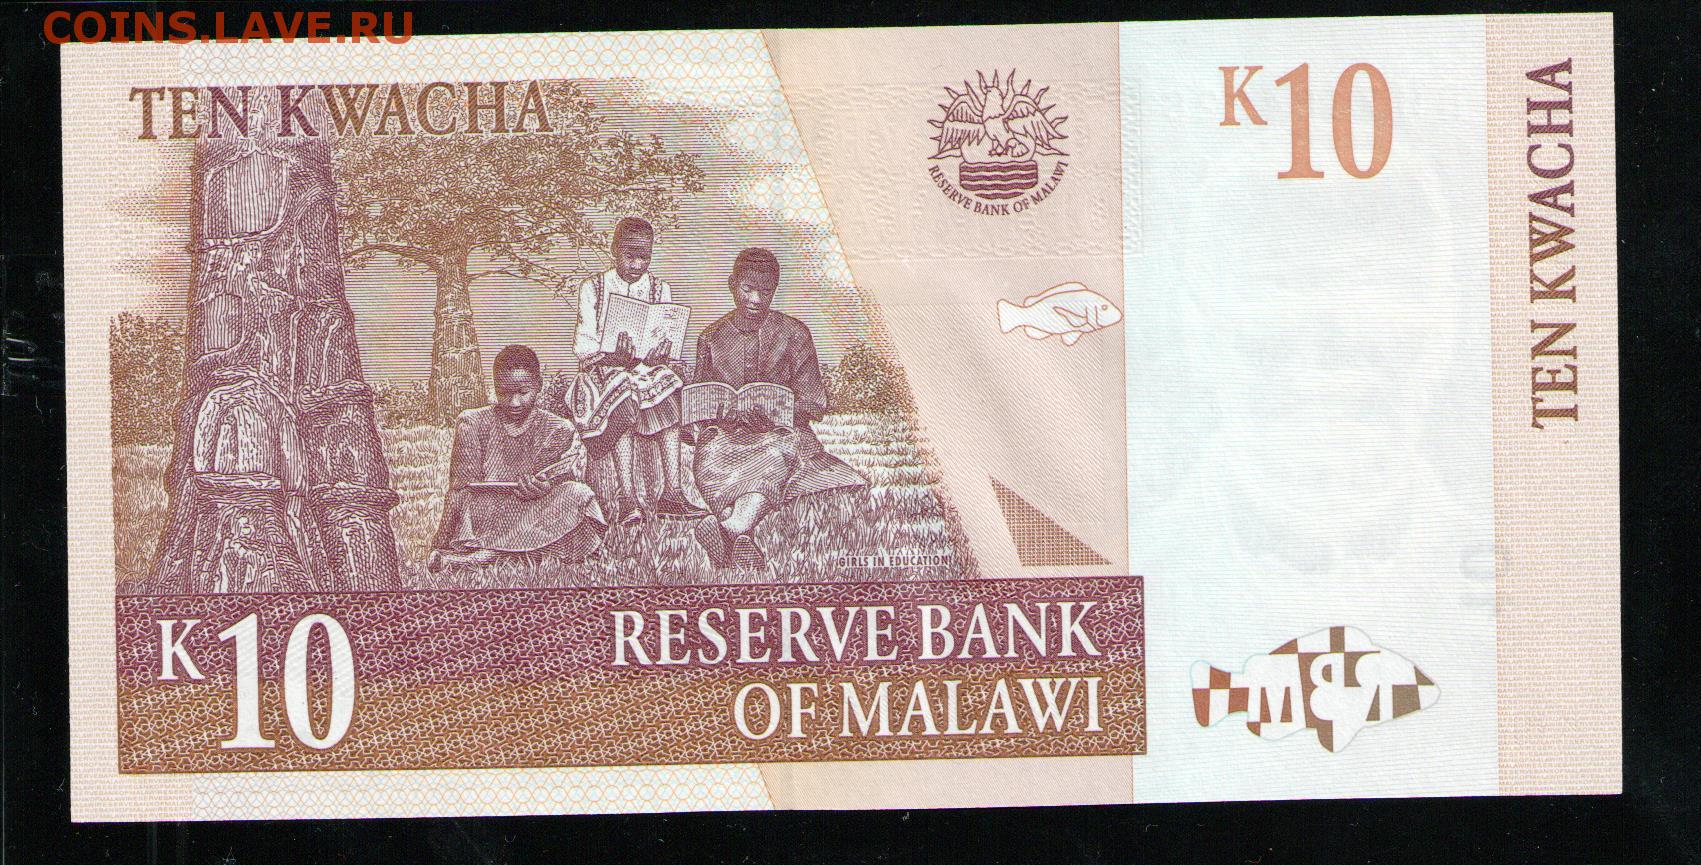 COINS.LAVE.RU
TEN KWACHA
RESERVE BANK OF MALAWI
K10
TEN KWACHA
GIRLS IN EDUCATION
K10
RESERVE BANK
OF MALAWI